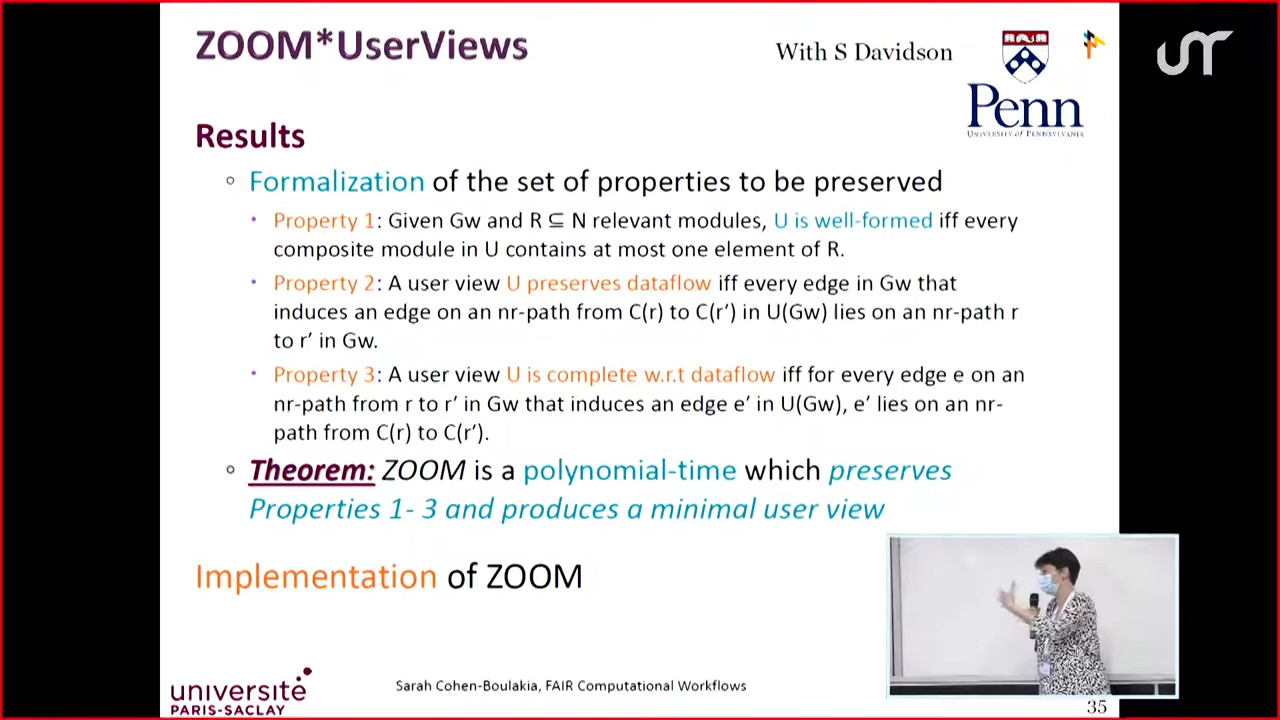 ZOOM*UserViews
With S Davidson
UT
Penn
UNIVERSITY OF PENNSYLVANIA
Results
Formalization of the set of properties to be preserved
Property 1: Given Gw and R ⊆ N relevant modules, U is well-formed iff every
composite module in U contains at most one element of R.
Property 2: A user view U preserves dataflow iff every edge in Gw that
induces an edge on an nr-path from C(r) to C(r’) in U(Gw) lies on an nr-path r
to r’ in Gw.
Property 3: A user view U is complete w.r.t dataflow iff for every edge e on an
nr-path from r to r’ in Gw that induces an edge e’ in U(Gw), e’ lies on an nr-
path from C(r) to C(r’).
Theorem: ZOOM is a polynomial-time which preserves
Properties 1- 3 and produces a minimal user view
Implementation of ZOOM
université
PARIS-SACLAY
Sarah Cohen-Boulakia, FAIR Computational Workflows
35